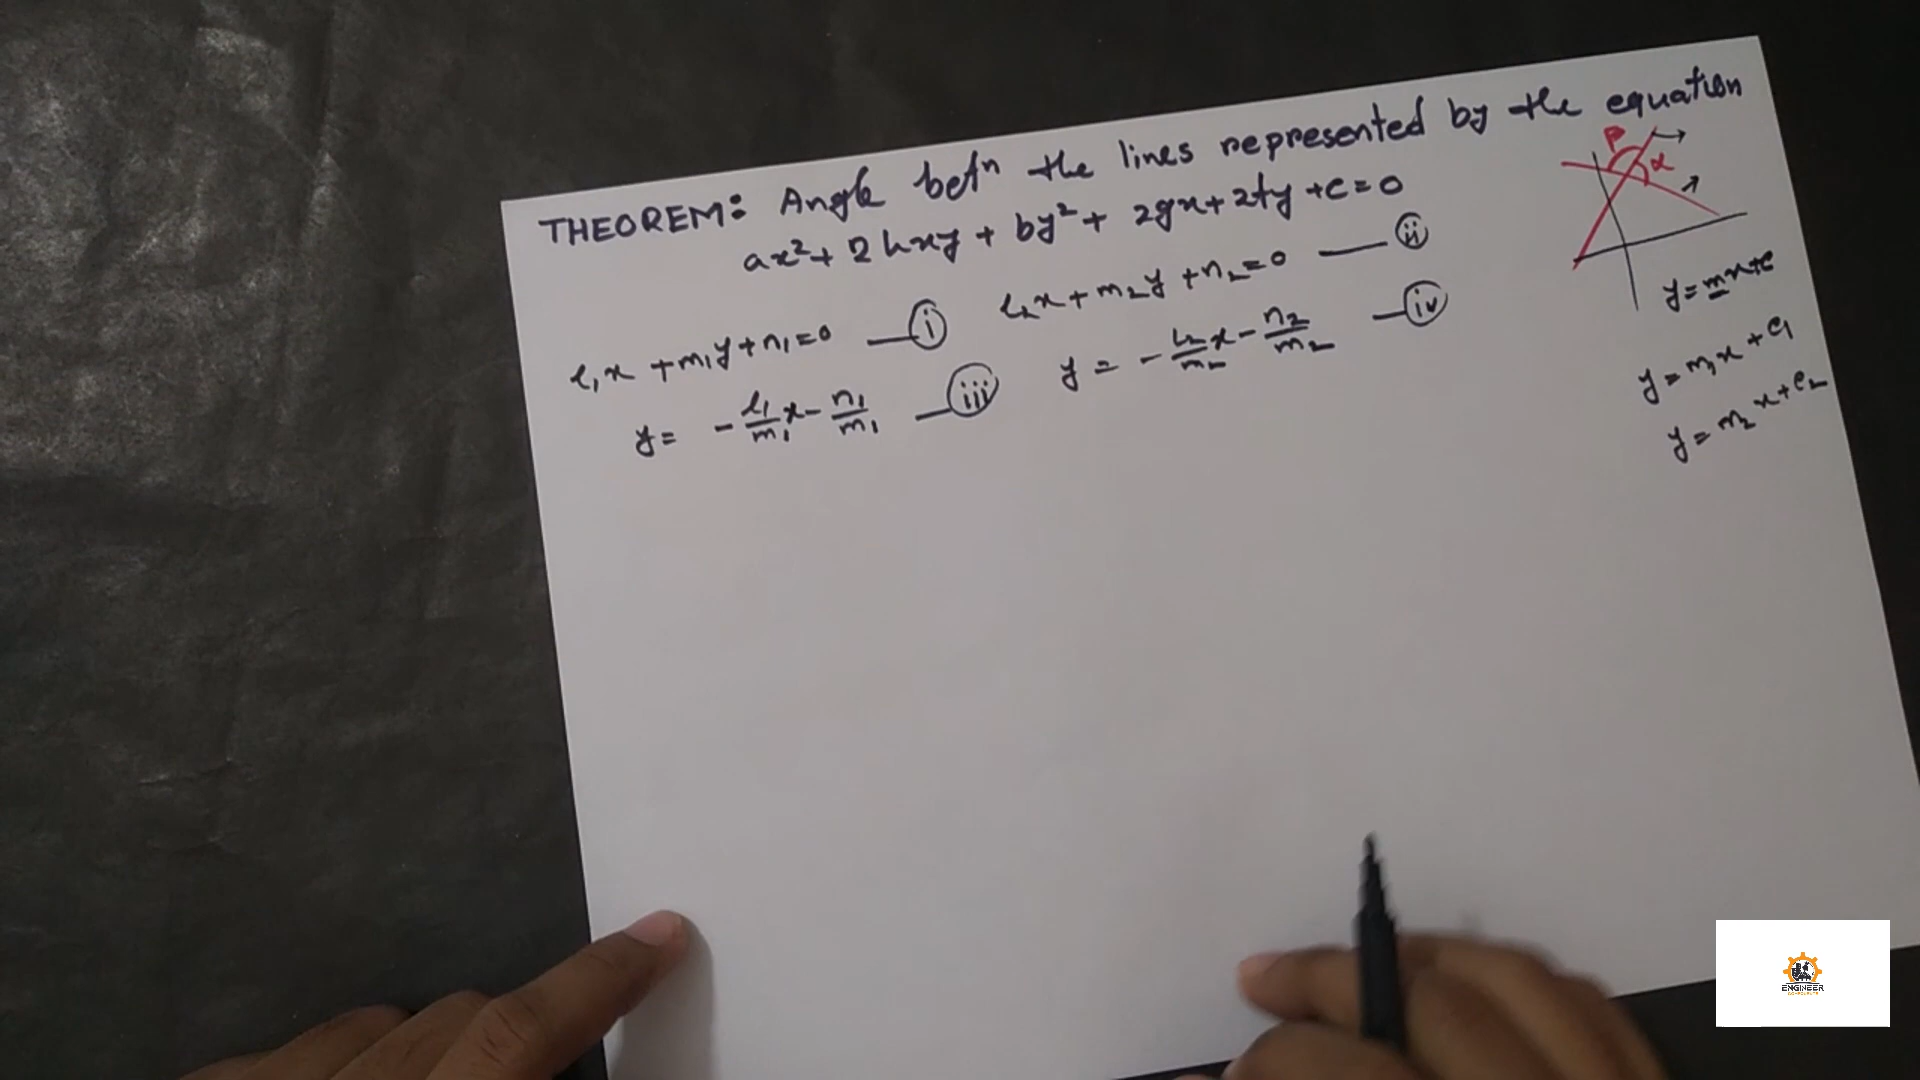 THEOREM: Angle betn the lines represented by the equation
ax² + 2hxy + by² + 2gx + 2fy + c = 0
l₁x + m₁y + n₁ = 0 — (i)
l₂x + m₂y + n₂ = 0 — (ii)
y = - l₁/m₁ x - n₁/m₁ — (iii)
y = - l₂/m₂ x - n₂/m₂ — (iv)
β
α
y = mx + c
y = m₁x + c₁
y = m₂x + c₂
ENGINEER